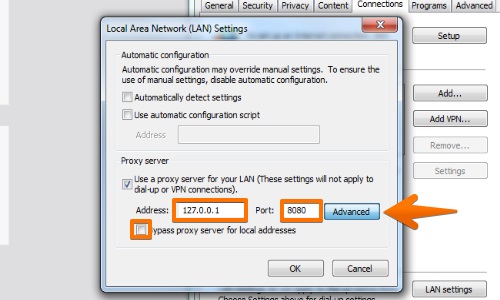 General Security Privacy Content Connections Programs Advanced
Local Area Network (LAN) Settings
Setup
Automatic configuration
Automatic configuration may override manual settings. To ensure the
use of manual settings, disable automatic configuration.
Automatically detect settings
Add...
Use automatic configuration script
Add VPN...
Address
Remove...
Proxy server
Settings
Use a proxy server for your LAN (These settings will not apply to
dial-up or VPN connections).
Address: 127.0.0.1 Port: 8080 Advanced
Bypass proxy server for local addresses
OK Cancel
LAN settings
Choose Settings above for dial-up settings.